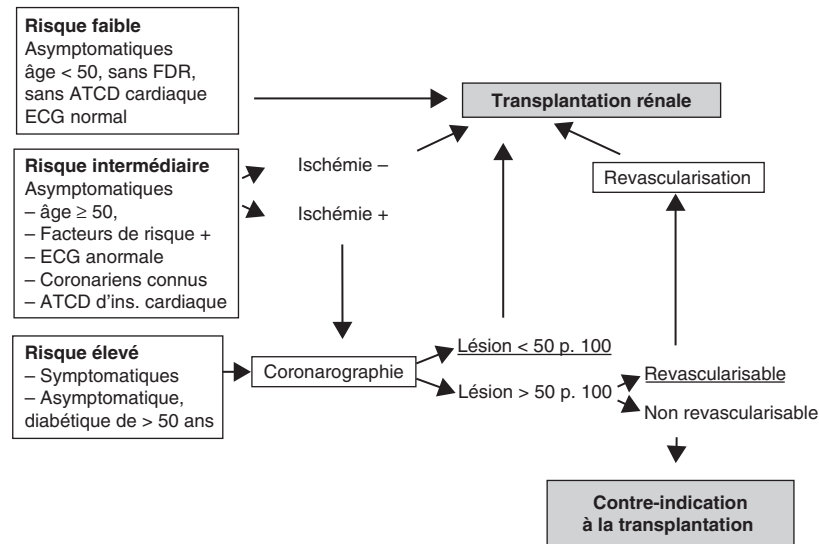 Risque faible
Asymptomatiques
âge < 50, sans FDR,
sans ATCD cardiaque
ECG normal
Transplantation rénale
Risque intermédiaire
Asymptomatiques
– âge ≥ 50,
– Facteurs de risque +
– ECG anormale
– Coronariens connus
– ATCD d'ins. cardiaque
Ischémie –
Ischémie +
Revascularisation
Risque élevé
– Symptomatiques
– Asymptomatique,
diabétique de > 50 ans
Coronarographie
Lésion < 50 p. 100
Lésion > 50 p. 100
Revascularisable
Non revascularisable
Contre-indication
à la transplantation